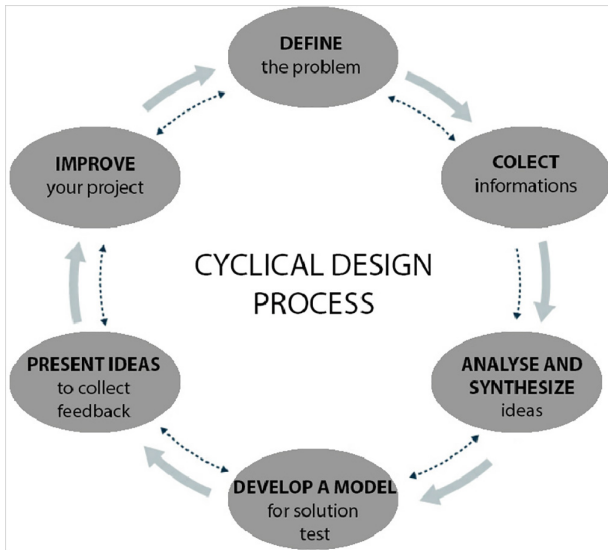 DEFINE
the problem
COLECT
informations
ANALYSE AND
SYNTHESIZE
ideas
DEVELOP A MODEL
for solution
test
PRESENT IDEAS
to collect
feedback
IMPROVE
your project
CYCLICAL DESIGN
PROCESS